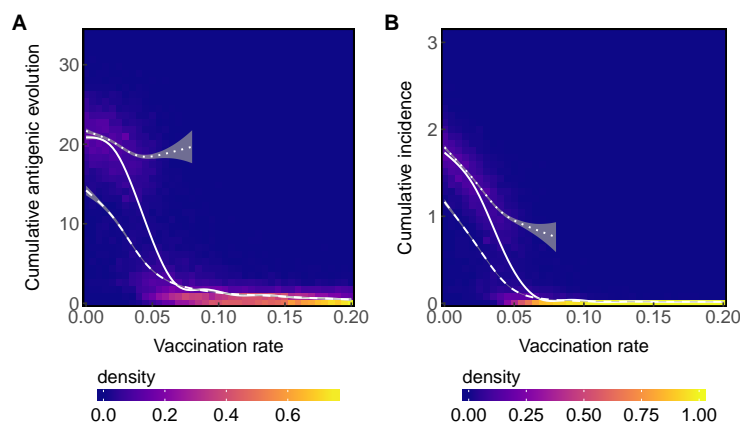 A
B
Cumulative antigenic evolution
30
20
10
0
0.00 0.05 0.10 0.15 0.20
Vaccination rate
density
0.0 0.2 0.4 0.6
Cumulative incidence
3
2
1
0
0.00 0.05 0.10 0.15 0.20
Vaccination rate
density
0.00 0.25 0.50 0.75 1.00